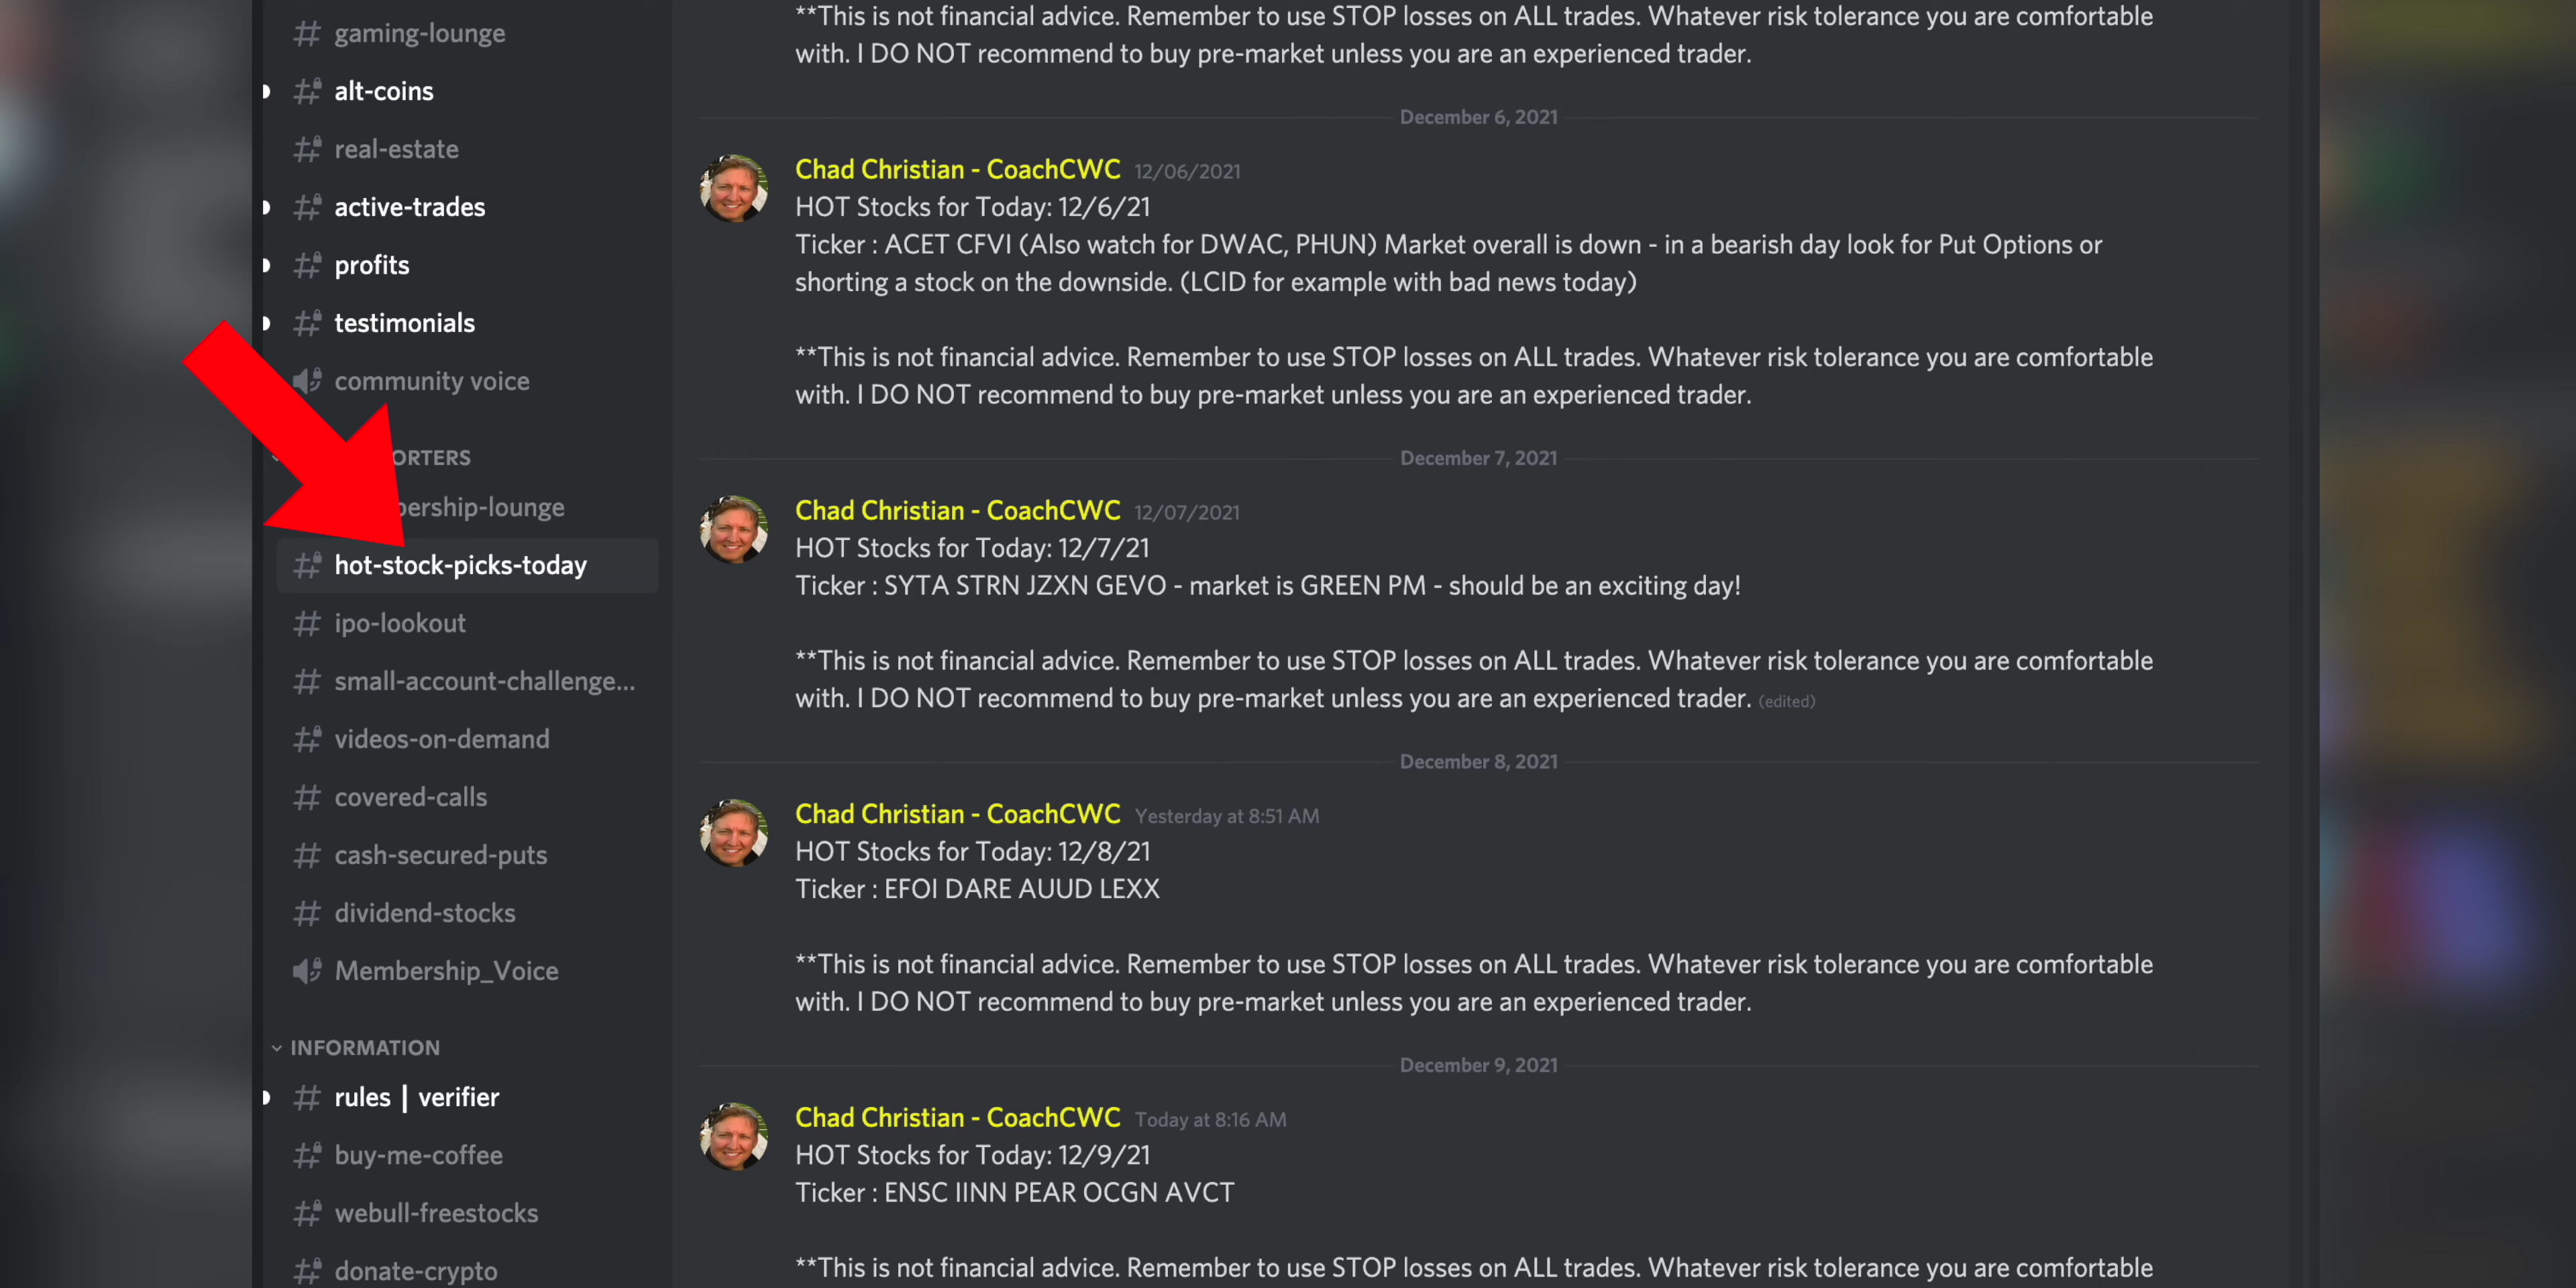 gaming-lounge
alt-coins
real-estate
active-trades
profits
testimonials
community voice
ORTERS
bership-lounge
hot-stock-picks-today
ipo-lookout
small-account-challenge...
videos-on-demand
covered-calls
cash-secured-puts
dividend-stocks
Membership_Voice
INFORMATION
rules | verifier
buy-me-coffee
webull-freestocks
donate-crypto
**This is not financial advice. Remember to use STOP losses on ALL trades. Whatever risk tolerance you are comfortable
with. I DO NOT recommend to buy pre-market unless you are an experienced trader.
December 6, 2021
Chad Christian - CoachCWC 12/06/2021
HOT Stocks for Today: 12/6/21
Ticker : ACET CFVI (Also watch for DWAC, PHUN) Market overall is down - in a bearish day look for Put Options or
shorting a stock on the downside. (LCID for example with bad news today)
**This is not financial advice. Remember to use STOP losses on ALL trades. Whatever risk tolerance you are comfortable
with. I DO NOT recommend to buy pre-market unless you are an experienced trader.
December 7, 2021
Chad Christian - CoachCWC 12/07/2021
HOT Stocks for Today: 12/7/21
Ticker : SYTA STRN JZXN GEVO - market is GREEN PM - should be an exciting day!
**This is not financial advice. Remember to use STOP losses on ALL trades. Whatever risk tolerance you are comfortable
with. I DO NOT recommend to buy pre-market unless you are an experienced trader. (edited)
December 8, 2021
Chad Christian - CoachCWC Yesterday at 8:51 AM
HOT Stocks for Today: 12/8/21
Ticker : EFOI DARE AUUD LEXX
**This is not financial advice. Remember to use STOP losses on ALL trades. Whatever risk tolerance you are comfortable
with. I DO NOT recommend to buy pre-market unless you are an experienced trader.
December 9, 2021
Chad Christian - CoachCWC Today at 8:16 AM
HOT Stocks for Today: 12/9/21
Ticker : ENSC IINN PEAR OCGN AVCT
**This is not financial advice. Remember to use STOP losses on ALL trades. Whatever risk tolerance you are comfortable